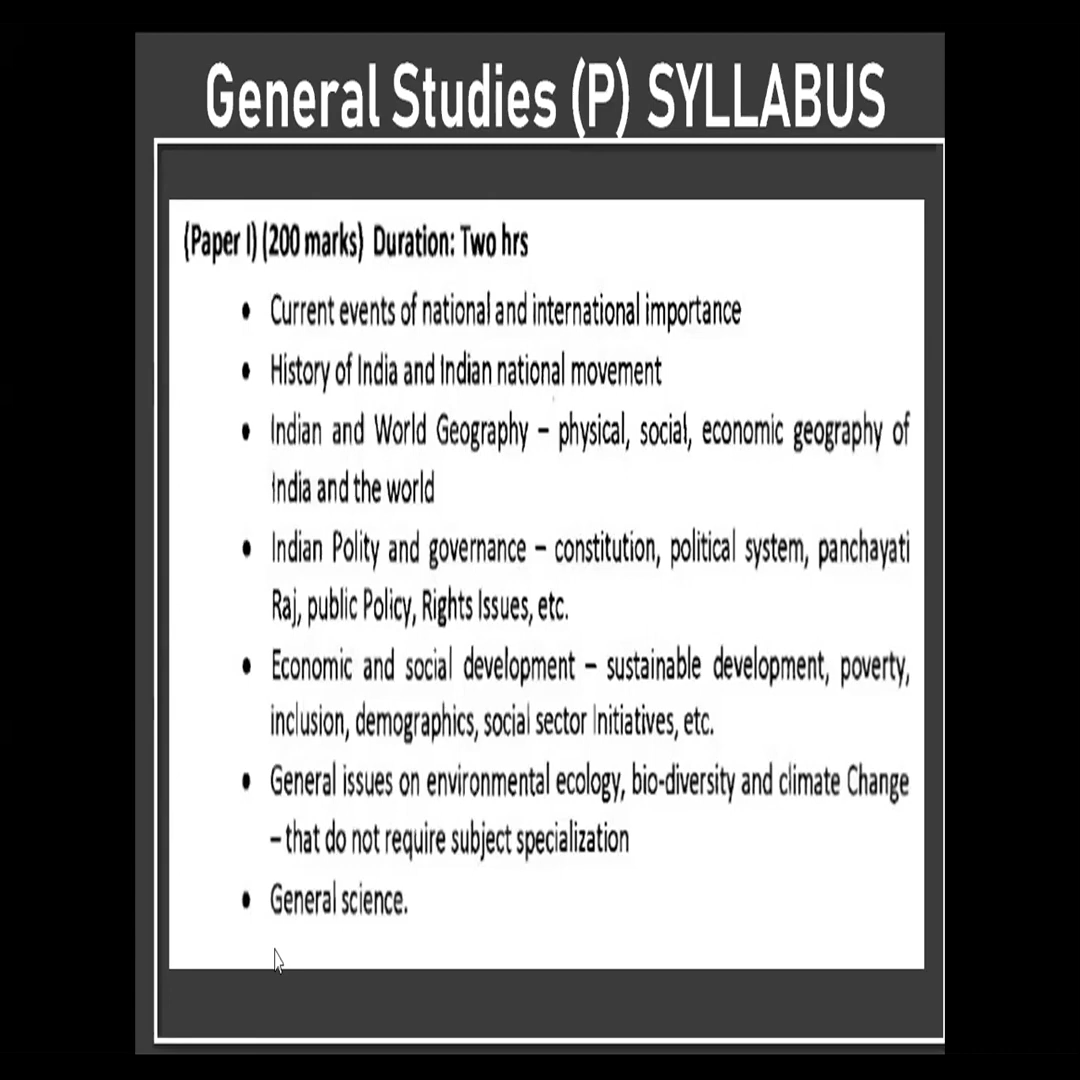 General Studies (P) SYLLABUS
(Paper I) (200 marks) Duration: Two hrs
• Current events of national and international importance
• History of India and Indian national movement
• Indian and World Geography – physical, social, economic geography of
India and the world
• Indian Polity and governance – constitution, political system, panchayati
Raj, public Policy, Rights Issues, etc.
• Economic and social development – sustainable development, poverty,
inclusion, demographics, social sector Initiatives, etc.
• General issues on environmental ecology, bio-diversity and climate Change
– that do not require subject specialization
• General science.